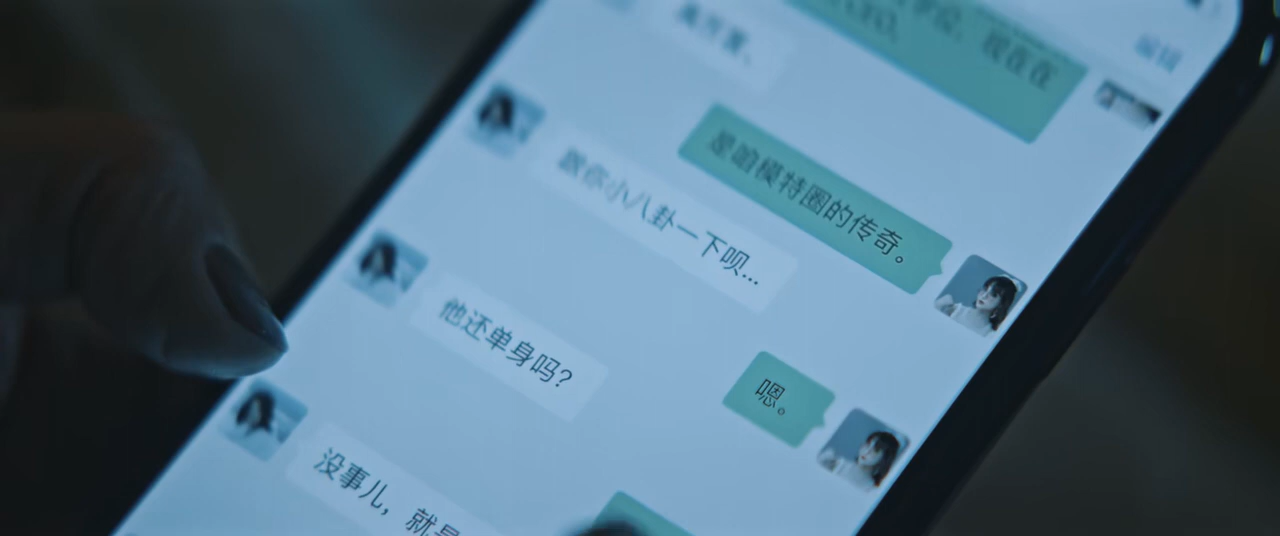 是咱模特圈的传奇。
跟你小八卦一下呗...
嗯。
他还单身吗?
没事儿，就是